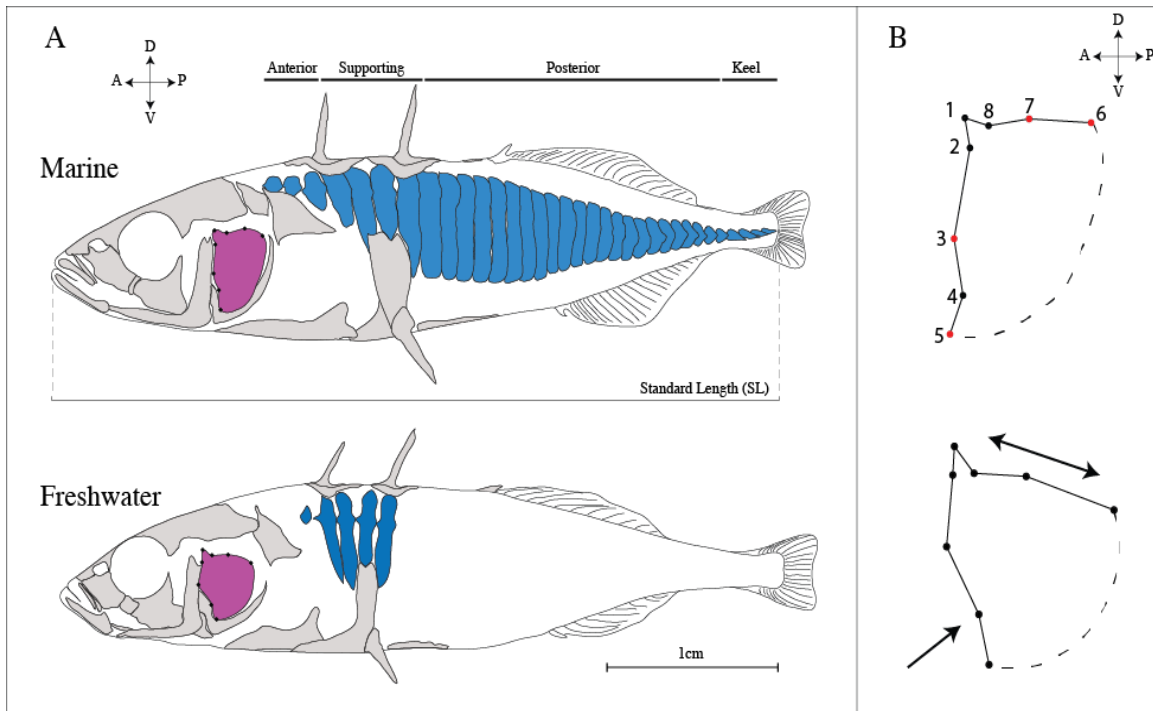 A
D
A P
V
Anterior Supporting Posterior Keel
Marine
Standard Length (SL)
Freshwater
1cm
B
D
A P
V
1 8 7 6
2
3
4
5